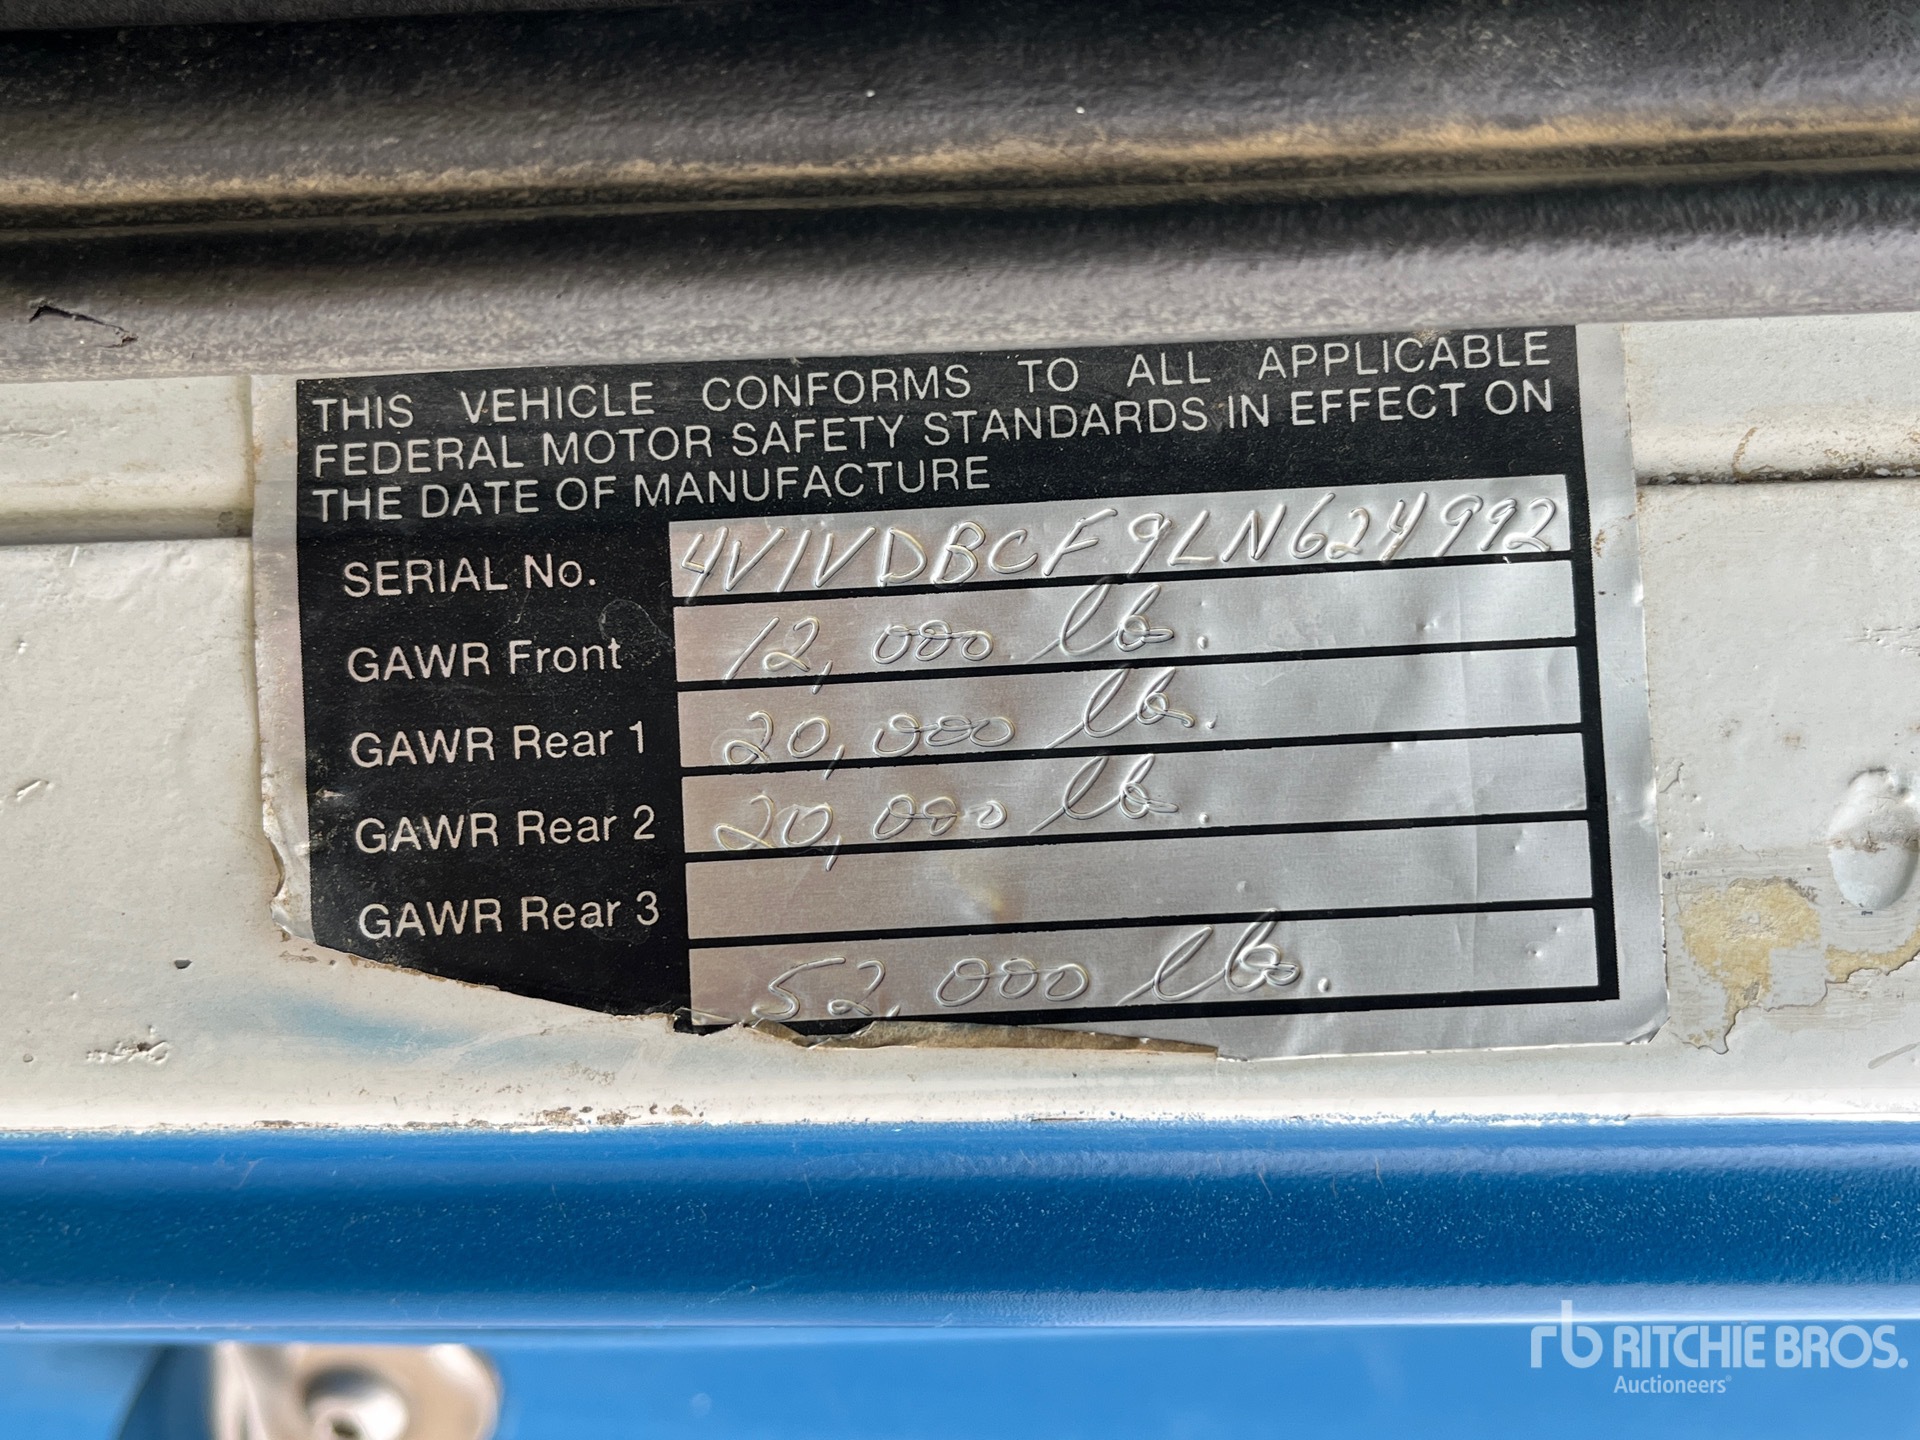 THIS VEHICLE CONFORMS TO ALL APPLICABLE
FEDERAL MOTOR SAFETY STANDARDS IN EFFECT ON
THE DATE OF MANUFACTURE
SERIAL No. 4V1VDBCF9LN624992
GAWR Front 12,000 lb.
GAWR Rear 1 20,000 lb.
GAWR Rear 2 20,000 lb.
GAWR Rear 3
52,000 lbs.
rb RITCHIE BROS.
Auctioneers